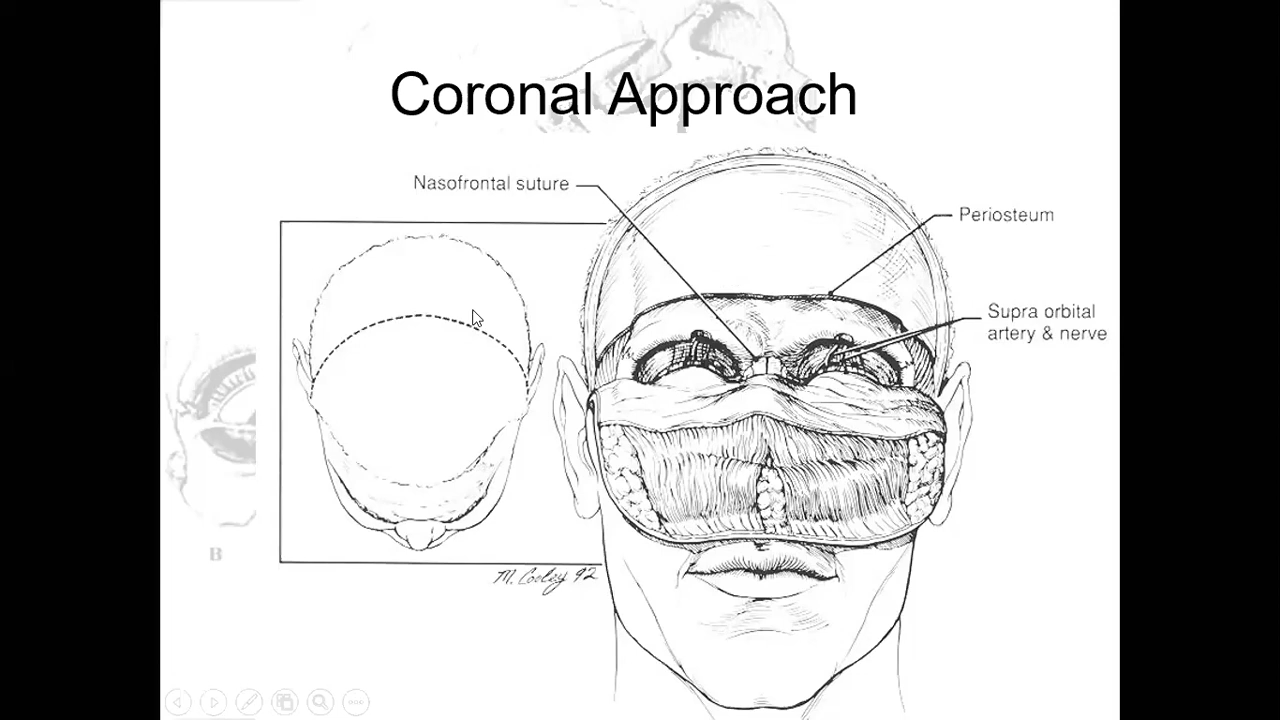 Coronal Approach
Nasofrontal suture
Periosteum
Supra orbital
artery & nerve
M. Cooley 92
B